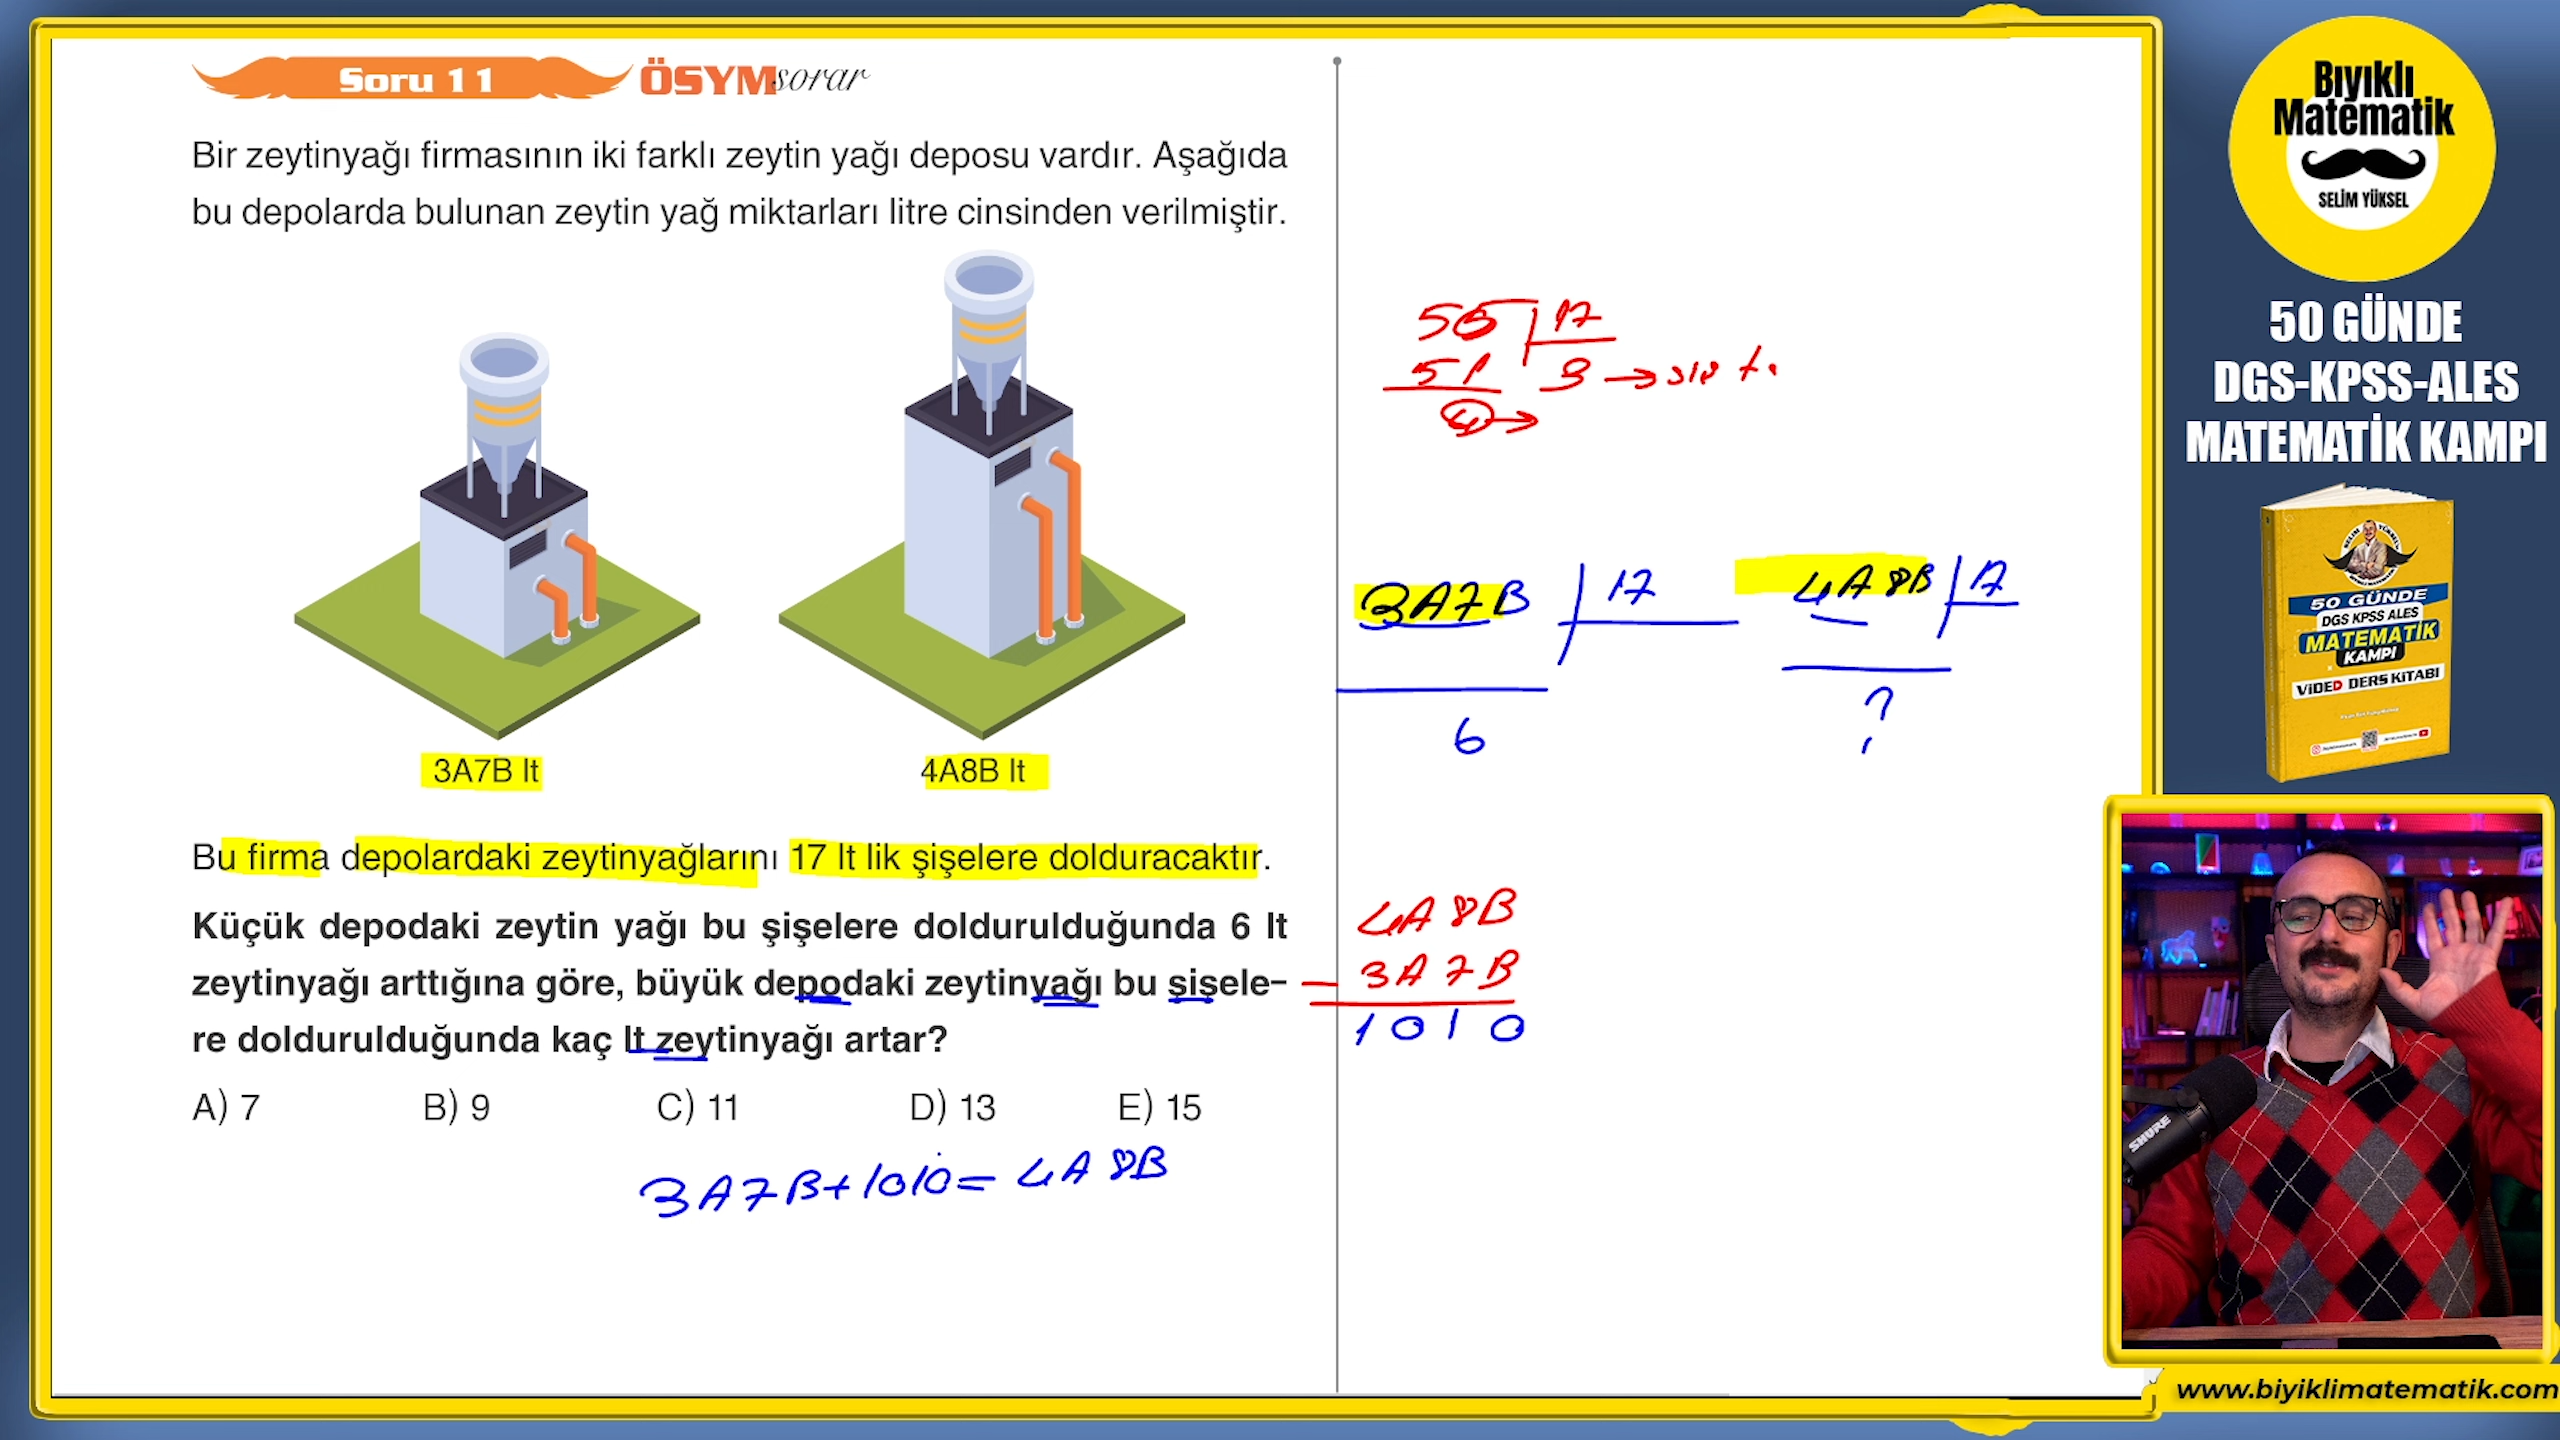 Soru 11 ÖSYM sorar
Bir zeytinyağı firmasının iki farklı zeytin yağı deposu vardır. Aşağıda
bu depolarda bulunan zeytin yağ miktarları litre cinsinden verilmiştir.
3A7B lt
4A8B lt
Bu firma depolardaki zeytinyağlarını 17 lt lik şişelere dolduracaktır.
Küçük depodaki zeytin yağı bu şişelere doldurulduğunda 6 lt
zeytinyağı arttığına göre, büyük depodaki zeytinyağı bu şişele-
re doldurulduğunda kaç lt zeytinyağı artar?
A) 7 B) 9 C) 11 D) 13 E) 15
3A7B+1010= 4A8B
17
51 3 →
3A7B 17
6
4A8B 17
?
4A8B
- 3A7B
1010
Bıyıklı
Matematik
SELİM YÜKSEL
50 GÜNDE
DGS-KPSS-ALES
MATEMATİK KAMPI
50 GÜNDE
DGS KPSS ALES
MATEMATİK
KAMPI
VİDEO DERS KİTABI
SHURE
www.biyiklimatematik.com